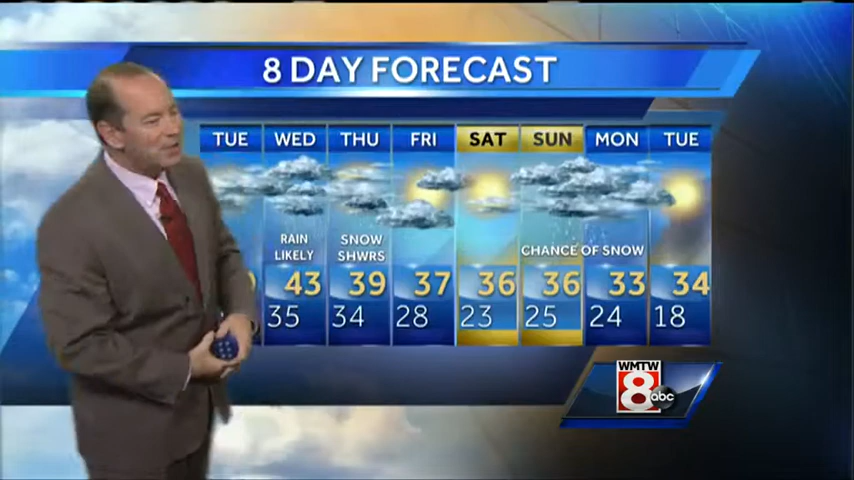 8 DAY FORECAST
TUE WED THU FRI SAT SUN MON TUE
RAIN LIKELY
SNOW SHWRS
CHANCE OF SNOW
43 39 37 36 36 33 34
35 34 28 23 25 24 18
WMTW
8
abc